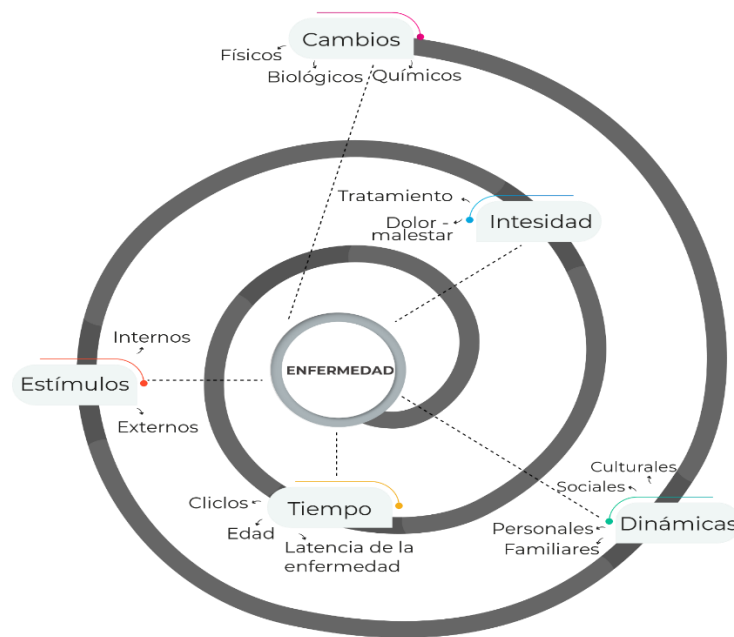 Cambios
Físicos
Biológicos
Químicos
Tratamiento
Dolor -
malestar
Intesidad
Internos
ENFERMEDAD
Estímulos
Externos
Culturales
Sociales
Cliclos
Tiempo
Personales
Dinámicas
Edad
Familiares
Latencia de la
enfermedad